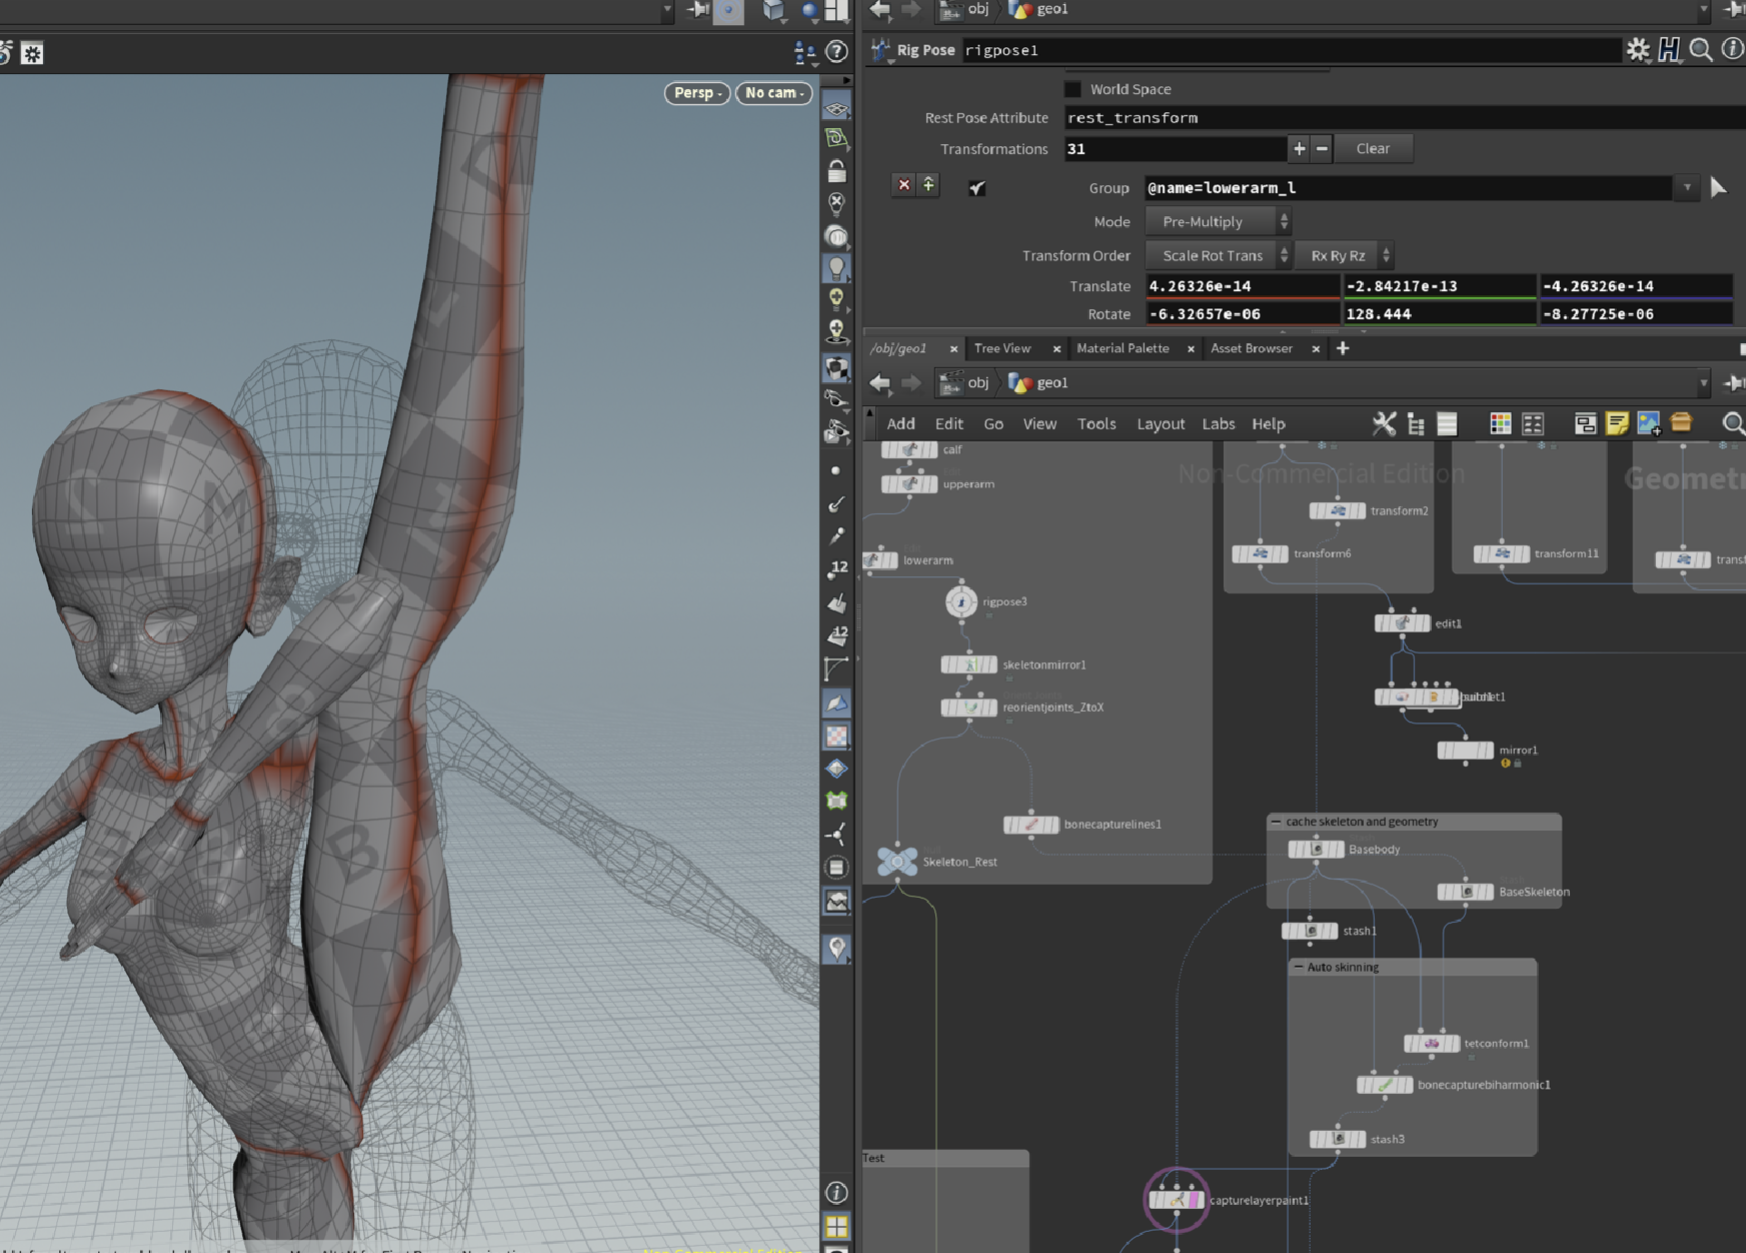 obj geo1
Rig Pose rigpose1
Persp
No cam
World Space
Rest Pose Attribute rest_transform
Transformations 31 Clear
Group @name=lowerarm_l
Mode Pre-Multiply
Transform Order Scale Rot Trans Rx Ry Rz
Translate 4.26326e-14 -2.84217e-13 -4.26326e-14
Rotate -6.32657e-06 128.444 -8.27725e-06
/obj/geo1 Tree View Material Palette Asset Browser
obj geo1
Add Edit Go View Tools Layout Labs Help
Non-Commercial Edition
Geometr
calf
upperarm
lowerarm
rigpose3
skeletonmirror1
reorientjoints_ZtoX
bonecapturelines1
Skeleton_Rest
transform2
transform6
transform11
edit1
mirror1
cache skeleton and geometry
Basebody
BaseSkeleton
stash1
Auto skinning
tetconform1
bonecapturebiharmonic1
stash3
Test
capturelayerpaint1
12
12